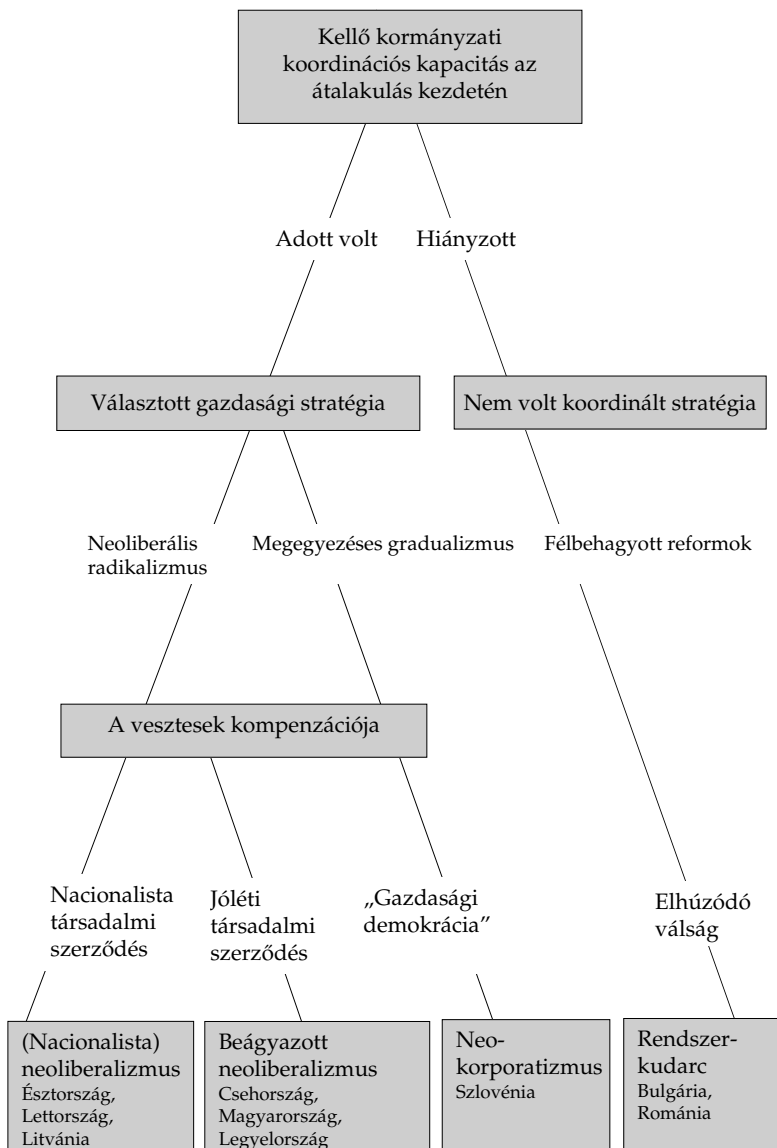 Kellő kormányzati
koordinációs kapacitás az
átalakulás kezdetén
Adott volt
Hiányzott
Választott gazdasági stratégia
Nem volt koordinált stratégia
Neoliberális
radikalizmus
Megegyezéses gradualizmus
Félbehagyott reformok
A vesztesek kompenzációja
Nacionalista
társadalmi
szerződés
Jóléti
társadalmi
szerződés
„Gazdasági
demokrácia”
Elhúzódó
válság
(Nacionalista)
neoliberalizmus
Észtország,
Lettország,
Litvánia
Beágyazott
neoliberalizmus
Csehország,
Magyarország,
Legyelország
Neo-
korporatizmus
Szlovénia
Rendszer-
kudarc
Bulgária,
Románia